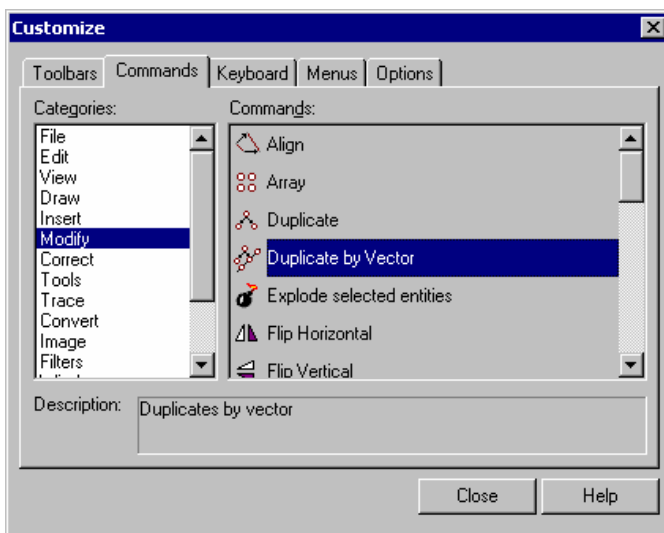 Customize
Toolbars Commands Keyboard Menus Options
Categories:
File
Edit
View
Draw
Insert
Modify
Correct
Tools
Trace
Convert
Image
Filters
Commands:
Align
Array
Duplicate
Duplicate by Vector
Explode selected entities
Flip Horizontal
Flip Vertical
Description: Duplicates by vector
Close Help